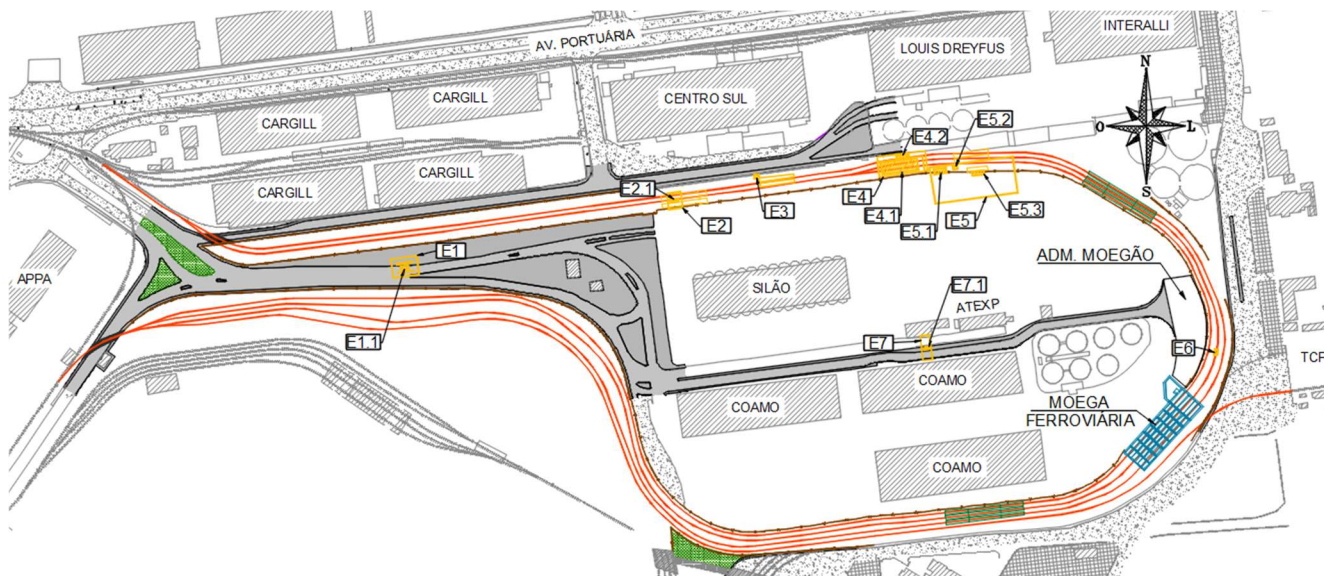 INTERALLI
AV. PORTUÁRIA
LOUIS DREYFUS
N
CARGILL
CENTRO SUL
CARGILL
E5.2
O
L
E4.2
CARGILL
S
CARGILL
E2.1
E3
E4
E4.1
E5.1
E5
E5.3
E2
E1
ADM. MOEGÃO
APPA
SILÃO
E7.1
ATEXP
E1.1
E7
E6
TCP
COAMO
COAMO
MOEGA
FERROVIÁRIA
COAMO